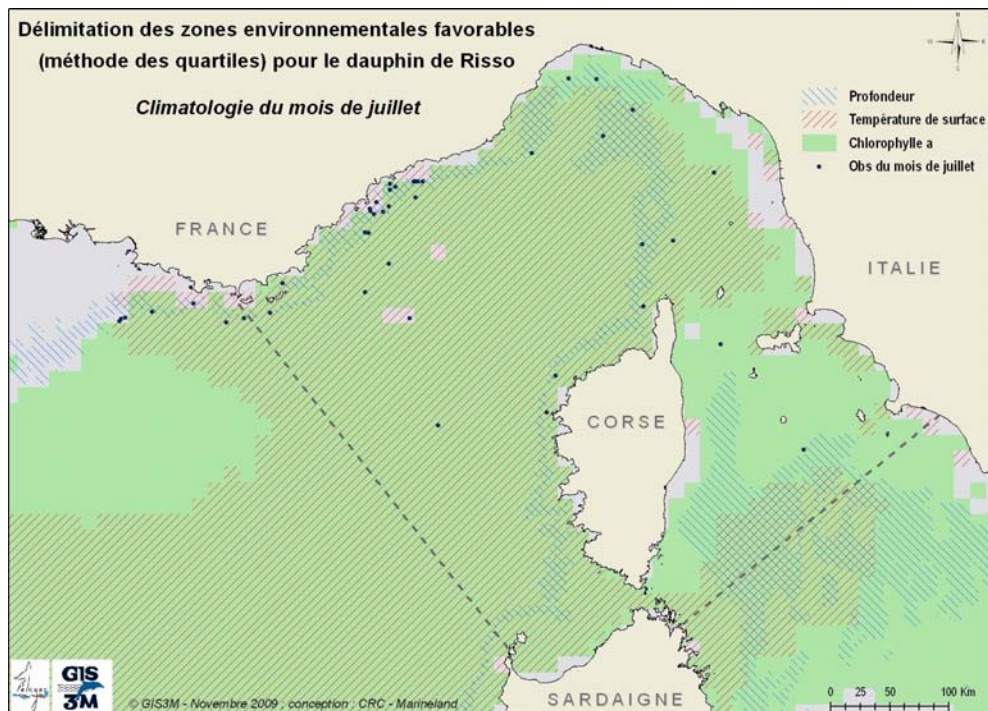 Délimitation des zones environnementales favorables
(méthode des quartiles) pour le dauphin de Risso
Climatologie du mois de juillet
N
W
E
S
Profondeur
Température de surface
Chlorophylle a
Obs du mois de juillet
FRANCE
ITALIE
CORSE
SARDAIGNE
GIS
3M
© GIS3M - Novembre 2009 ; conception : CRC - Marineland
0 25 50 100 Km